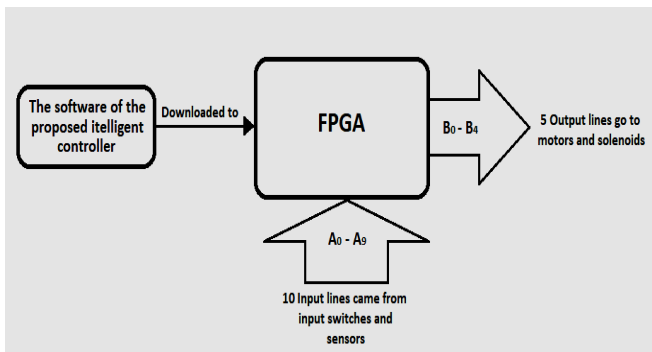 The software of the
proposed itelligent
controller
Downloaded to
FPGA
B0 - B4
5 Output lines go to
motors and solenoids
A0 - A9
10 Input lines came from
input switches and
sensors